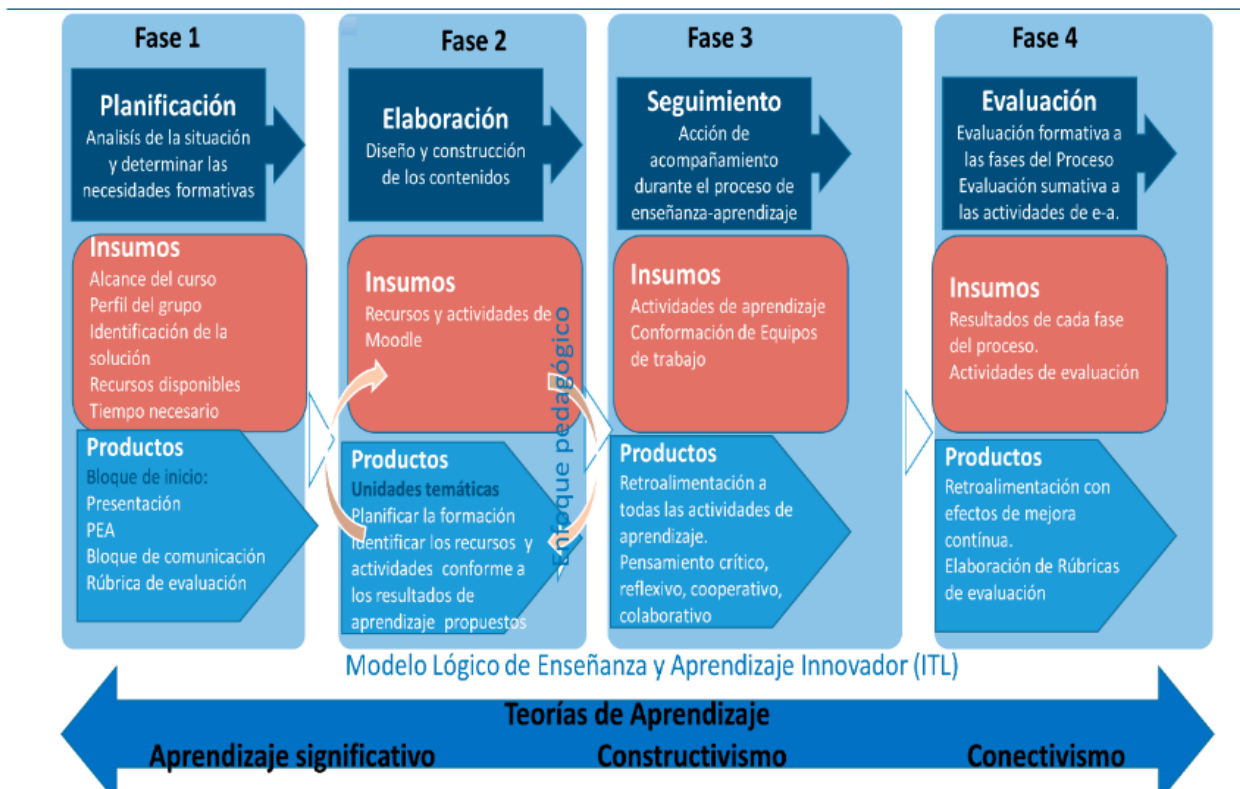 Fase 1
Planificación
Analisís de la situación
y determinar las
necesidades formativas
Insumos
Alcance del curso
Perfil del grupo
Identificación de la
solución
Recursos disponibles
Tiempo necesario
Productos
Bloque de inicio:
Presentación
PEA
Bloque de comunicación
Rúbrica de evaluación
Fase 2
Elaboración
Diseño y construcción
de los contenidos
Insumos
Recursos y actividades de
Moodle
Productos
Unidades temáticas
Planificar la formación
Identificar los recursos y
actividades conforme a
los resultados de
aprendizaje propuestos
Enfoque pedagógico
Fase 3
Seguimiento
Acción de
acompañamiento
durante el proceso de
enseñanza-aprendizaje
Insumos
Actividades de aprendizaje
Conformación de Equipos
de trabajo
Productos
Retroalimentación a
todas las actividades de
aprendizaje.
Pensamiento crítico,
reflexivo, cooperativo,
colaborativo
Fase 4
Evaluación
Evaluación formativa a
las fases del Proceso
Evaluación sumativa a
las actividades de e-a.
Insumos
Resultados de cada fase
del proceso.
Actividades de evaluación
Productos
Retroalimentación con
efectos de mejora
contínua.
Elaboración de Rúbricas
de evaluación
Modelo Lógico de Enseñanza y Aprendizaje Innovador (ITL)
Teorías de Aprendizaje
Aprendizaje significativo
Constructivismo
Conectivismo